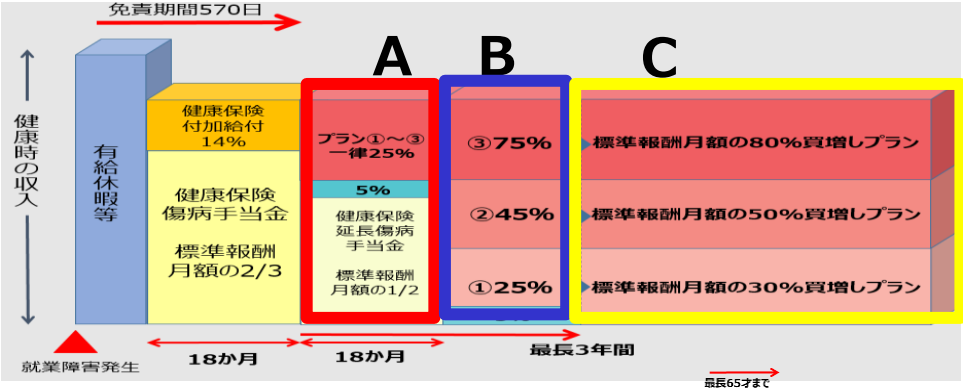 免責期間570日
A
B
C
健康時の収入
有給休暇等
健康保険
付加給付
14%
健康保険
傷病手当金
標準報酬
月額の2/3
プラン①～③
一律25%
5%
健康保険
延長傷病
手当金
標準報酬
月額の1/2
③75%
②45%
①25%
標準報酬月額の80%買増しプラン
標準報酬月額の50%買増しプラン
標準報酬月額の30%買増しプラン
就業障害発生
18か月
18か月
最長3年間
最長65才まで